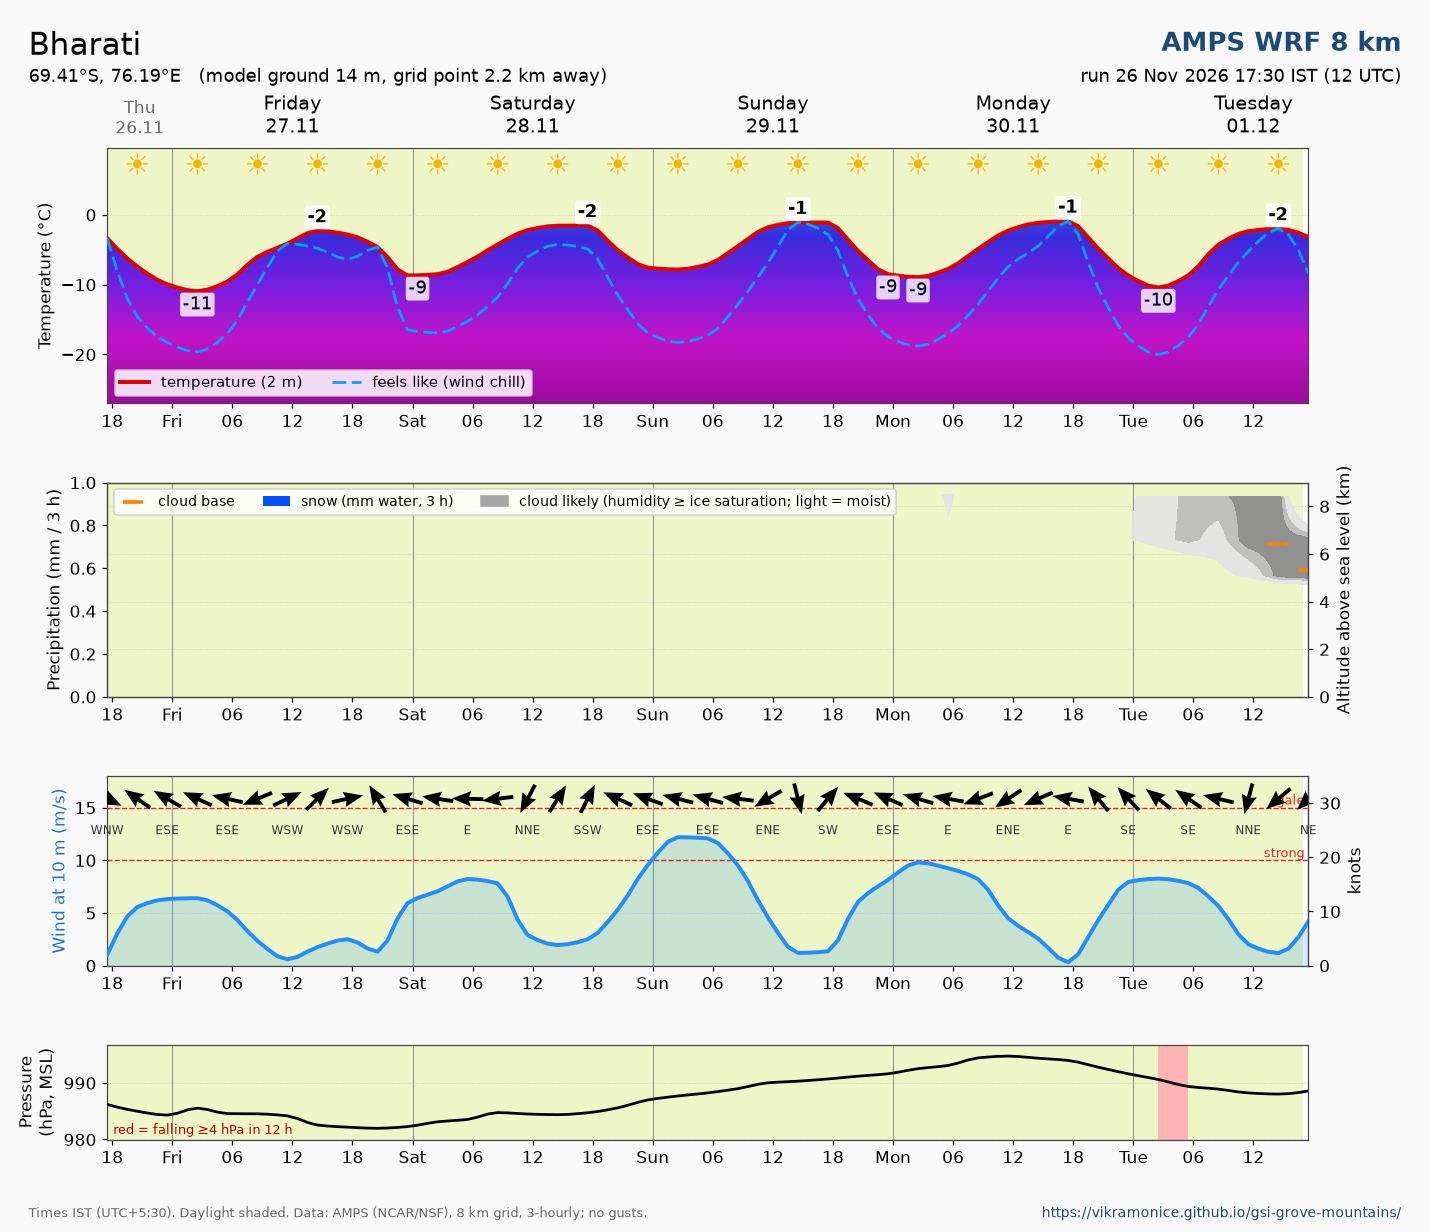 Bharati
AMPS WRF 8 km
69.41°S, 76.19°E (model ground 14 m, grid point 2.2 km away)
run 26 Nov 2026 17:30 IST (12 UTC)
Thu Friday Saturday Sunday Monday Tuesday
26.11 27.11 28.11 29.11 30.11 01.12
Temperature (°C)
0
−10
−20
-2 -2 -1 -1 -2
-11 -9 -9 -9 -10
temperature (2 m) feels like (wind chill)
18 Fri 06 12 18 Sat 06 12 18 Sun 06 12 18 Mon 06 12 18 Tue 06 12
Precipitation (mm / 3 h)
1.0
0.8
0.6
0.4
0.2
0.0
cloud base snow (mm water, 3 h) cloud likely (humidity ≥ ice saturation; light = moist)
8
6
4
2
0
Altitude above sea level (km)
18 Fri 06 12 18 Sat 06 12 18 Sun 06 12 18 Mon 06 12 18 Tue 06 12
Wind at 10 m (m/s)
15
10
5
0
gale
WNW ESE ESE WSW WSW ESE E NNE SSW ESE ESE ENE SW ESE E ENE E SE SE NNE NE
strong
30
20
10
0
knots
18 Fri 06 12 18 Sat 06 12 18 Sun 06 12 18 Mon 06 12 18 Tue 06 12
Pressure
(hPa, MSL)
990
980
red = falling ≥4 hPa in 12 h
18 Fri 06 12 18 Sat 06 12 18 Sun 06 12 18 Mon 06 12 18 Tue 06 12
Times IST (UTC+5:30). Daylight shaded. Data: AMPS (NCAR/NSF), 8 km grid, 3-hourly; no gusts.
https://vikramonice.github.io/gsi-grove-mountains/